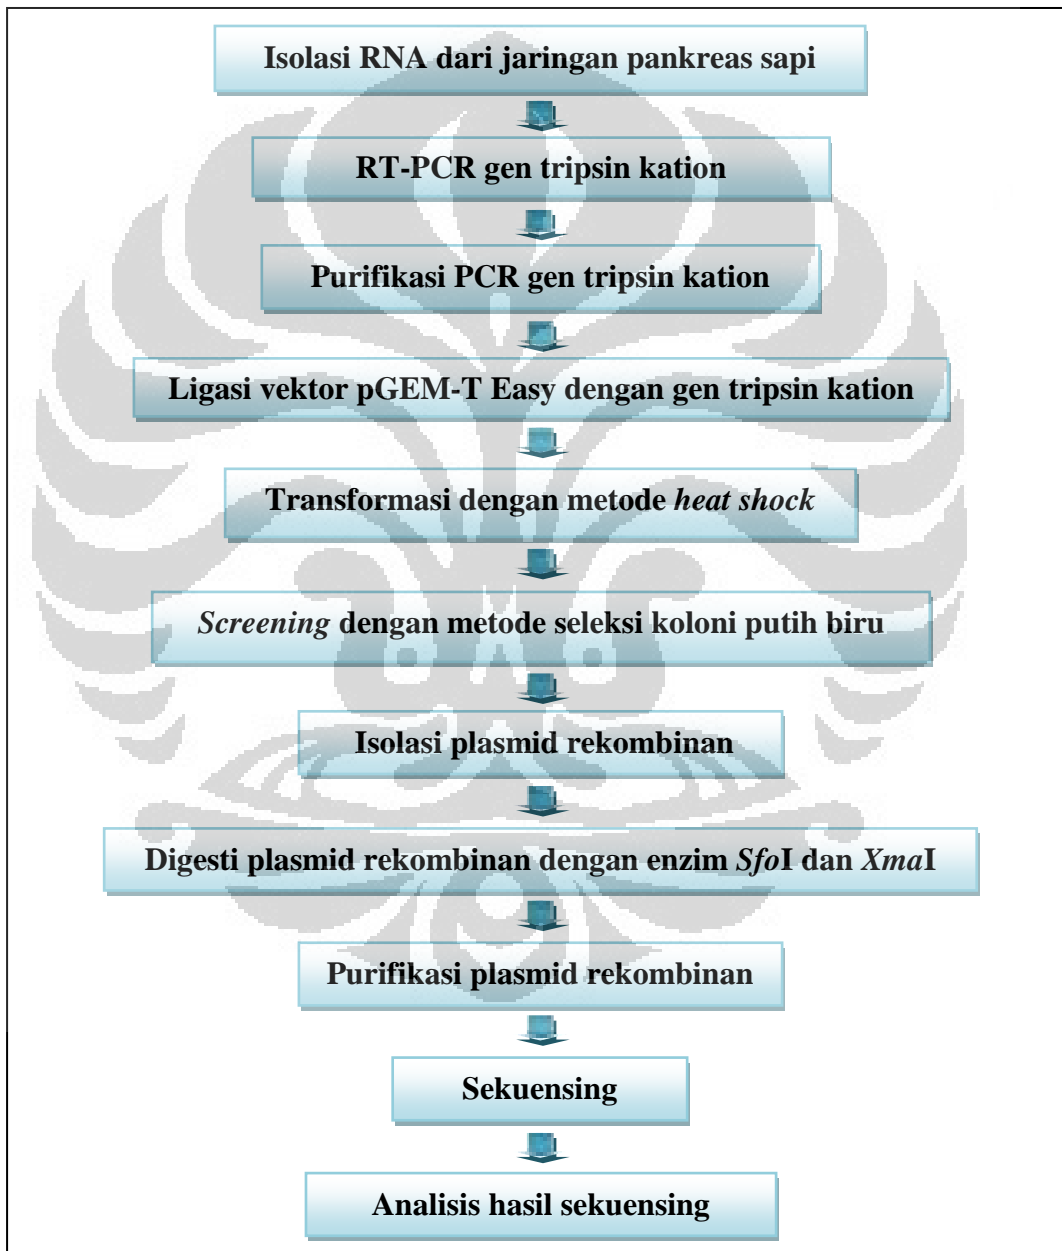 Isolasi RNA dari jaringan pankreas sapi
RT-PCR gen tripsin kation
Purifikasi PCR gen tripsin kation
Ligasi vektor pGEM-T Easy dengan gen tripsin kation
Transformasi dengan metode heat shock
Screening dengan metode seleksi koloni putih biru
Isolasi plasmid rekombinan
Digesti plasmid rekombinan dengan enzim SfoI dan XmaI
Purifikasi plasmid rekombinan
Sekuensing
Analisis hasil sekuensing